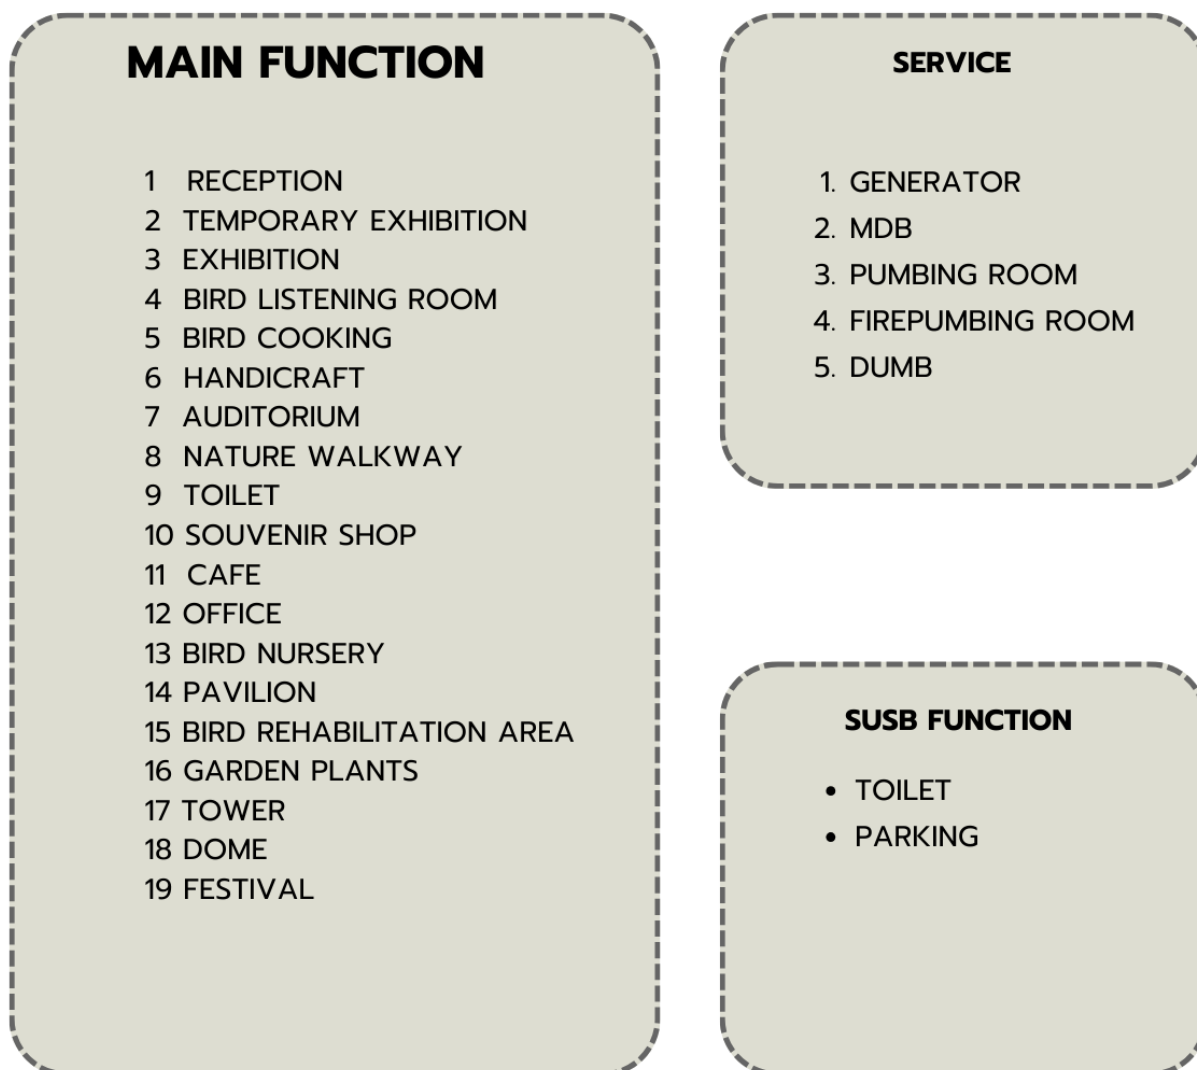 MAIN FUNCTION
1 RECEPTION
2 TEMPORARY EXHIBITION
3 EXHIBITION
4 BIRD LISTENING ROOM
5 BIRD COOKING
6 HANDICRAFT
7 AUDITORIUM
8 NATURE WALKWAY
9 TOILET
10 SOUVENIR SHOP
11 CAFE
12 OFFICE
13 BIRD NURSERY
14 PAVILION
15 BIRD REHABILITATION AREA
16 GARDEN PLANTS
17 TOWER
18 DOME
19 FESTIVAL
SERVICE
1. GENERATOR
2. MDB
3. PUMBING ROOM
4. FIREPUMBING ROOM
5. DUMB
SUSB FUNCTION
• TOILET
• PARKING